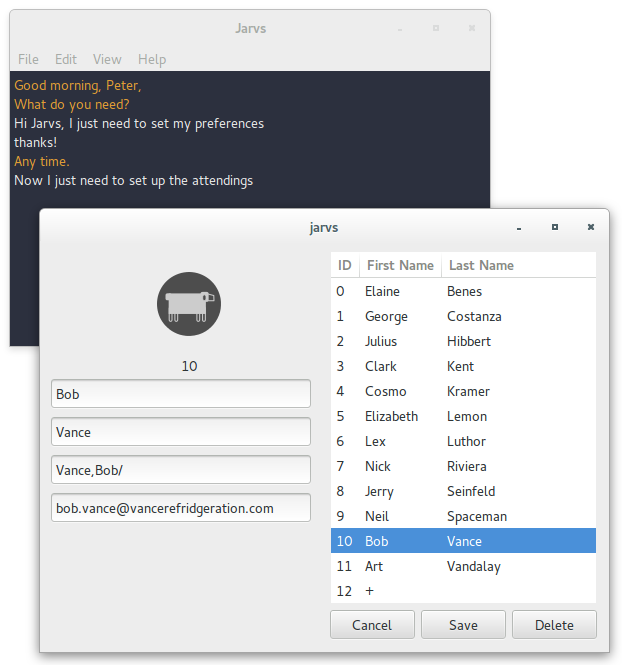 Jarvs
File Edit View Help
Good morning, Peter,
What do you need?
Hi Jarvs, I just need to set my preferences
thanks!
Any time.
Now I just need to set up the attendings
jarvs
10
Bob
Vance
Vance,Bob/
bob.vance@vancerefridgeration.com
ID First Name Last Name
0 Elaine Benes
1 George Costanza
2 Julius Hibbert
3 Clark Kent
4 Cosmo Kramer
5 Elizabeth Lemon
6 Lex Luthor
7 Nick Riviera
8 Jerry Seinfeld
9 Neil Spaceman
10 Bob Vance
11 Art Vandalay
12 +
Cancel Save Delete